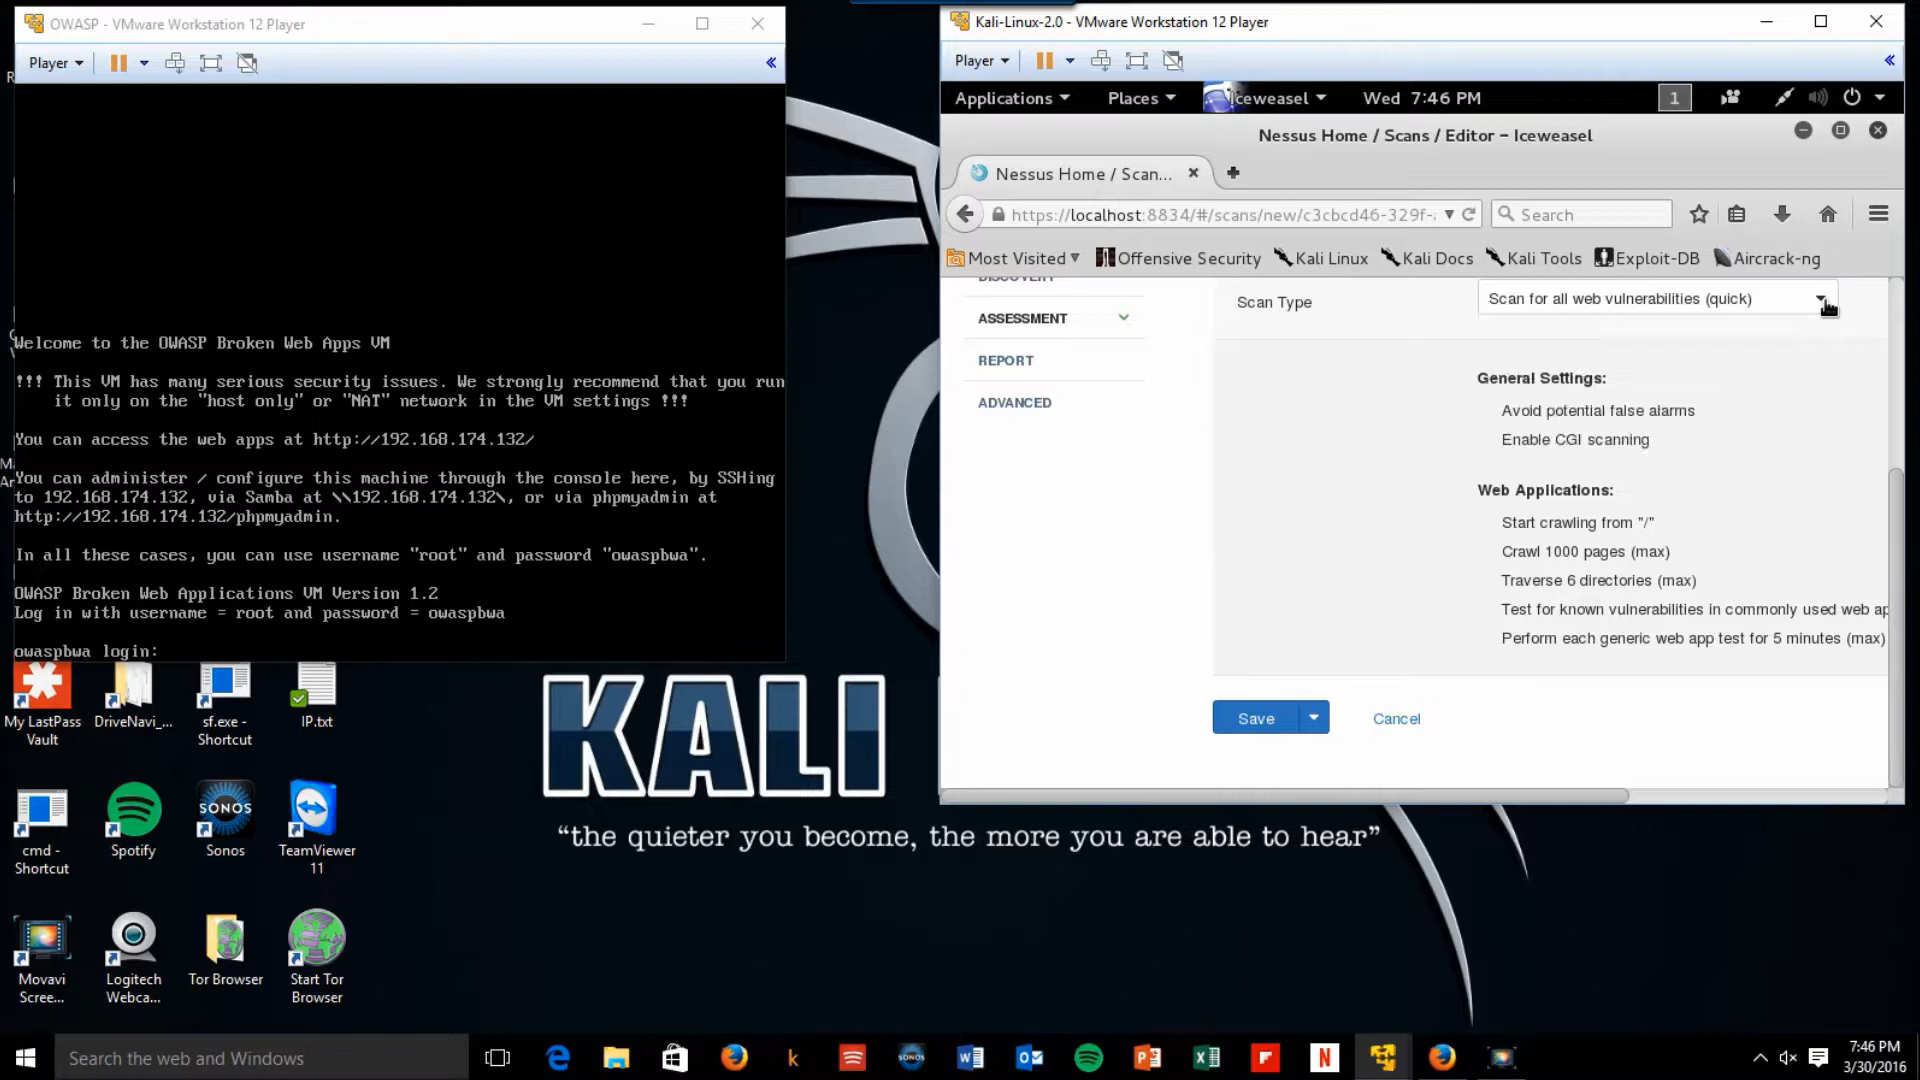 OWASP - VMware Workstation 12 Player
Player
Welcome to the OWASP Broken Web Apps VM
!!! This VM has many serious security issues. We strongly recommend that you run
it only on the "host only" or "NAT" network in the VM settings !!!
You can access the web apps at http://192.168.174.132/
You can administer / configure this machine through the console here, by SSHing
to 192.168.174.132, via Samba at \\192.168.174.132\, or via phpmyadmin at
http://192.168.174.132/phpmyadmin.
In all these cases, you can use username "root" and password "owaspbwa".
OWASP Broken Web Applications VM Version 1.2
Log in with username = root and password = owaspbwa
owaspbwa login:
Kali-Linux-2.0 - VMware Workstation 12 Player
Player
Applications Places Iceweasel Wed 7:46 PM 1
Nessus Home / Scans / Editor - Iceweasel
Nessus Home / Scan...
https://localhost:8834/#/scans/new/c3cbcd46-329f- Search
Most Visited Offensive Security Kali Linux Kali Docs Kali Tools Exploit-DB Aircrack-ng
DISCOVERY
ASSESSMENT
REPORT
ADVANCED
Scan Type Scan for all web vulnerabilities (quick)
General Settings:
Avoid potential false alarms
Enable CGI scanning
Web Applications:
Start crawling from "/"
Crawl 1000 pages (max)
Traverse 6 directories (max)
Test for known vulnerabilities in commonly used web ap
Perform each generic web app test for 5 minutes (max)
Save Cancel
KALI
“the quieter you become, the more you are able to hear”
My LastPass
Vault
DriveNavi_...
sf.exe -
Shortcut
IP.txt
cmd -
Shortcut
Spotify
SONOS
Sonos
TeamViewer
11
Movavi
Scree...
Logitech
Webca...
Tor Browser
Start Tor
Browser
Search the web and Windows
7:46 PM
3/30/2016